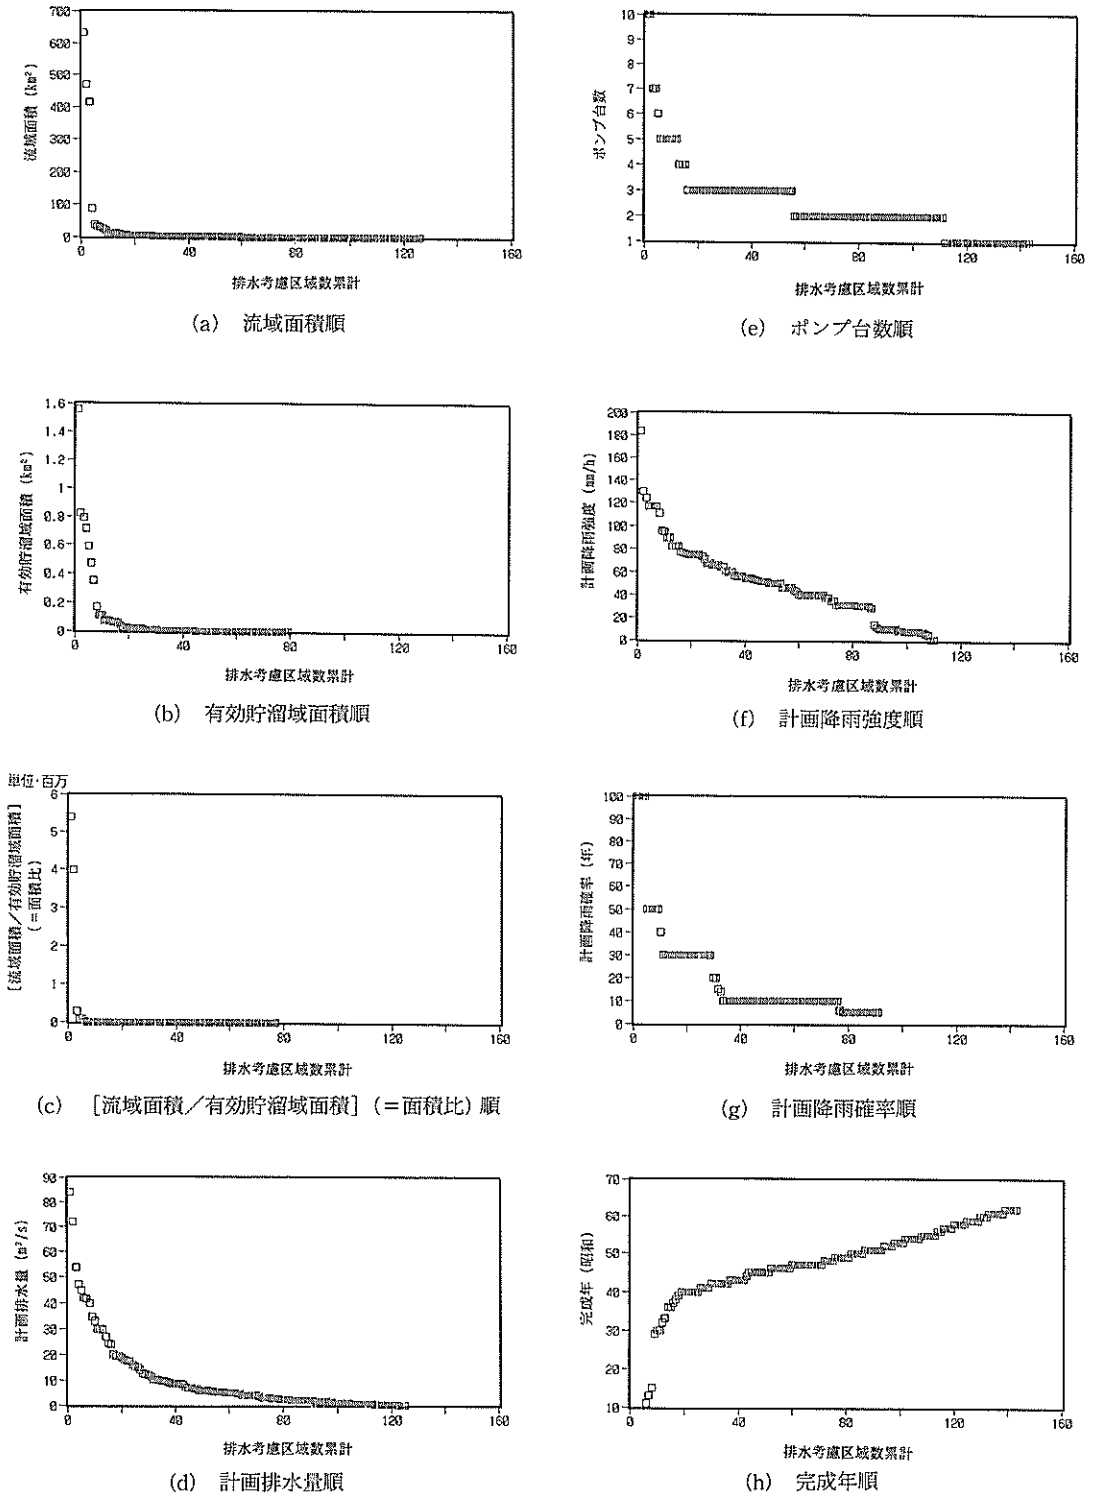 700
600
500
400
300
200
100
0
流域面積 (km²)
0 40 80 120 160
排水考慮区域数累計
(a) 流域面積順
10
9
8
7
6
5
4
3
2
1
ポンプ台数
0 40 80 120 160
排水考慮区域数累計
(e) ポンプ台数順
1.6
1.4
1.2
1
0.8
0.6
0.4
0.2
0
有効貯溜域面積 (km²)
0 40 80 120 160
排水考慮区域数累計
(b) 有効貯溜域面積順
200
180
160
140
120
100
80
60
40
20
0
計画降雨強度 (mm/h)
0 40 80 120 160
排水考慮区域数累計
(f) 計画降雨強度順
単位・百万
6
5
4
3
2
1
0
[流域面積/有効貯溜域面積]
(=面積比)
0 40 80 120 160
排水考慮区域数累計
(c) [流域面積/有効貯溜域面積] (=面積比) 順
100
90
80
70
60
50
40
30
20
10
0
計画降雨確率 (年)
0 40 80 120 160
排水考慮区域数累計
(g) 計画降雨確率順
90
80
70
60
50
40
30
20
10
0
計画排水量 (m³/s)
0 40 80 120 160
排水考慮区域数累計
(d) 計画排水量順
70
60
50
40
30
20
10
完成年 (昭和)
0 40 80 120 160
排水考慮区域数累計
(h) 完成年順